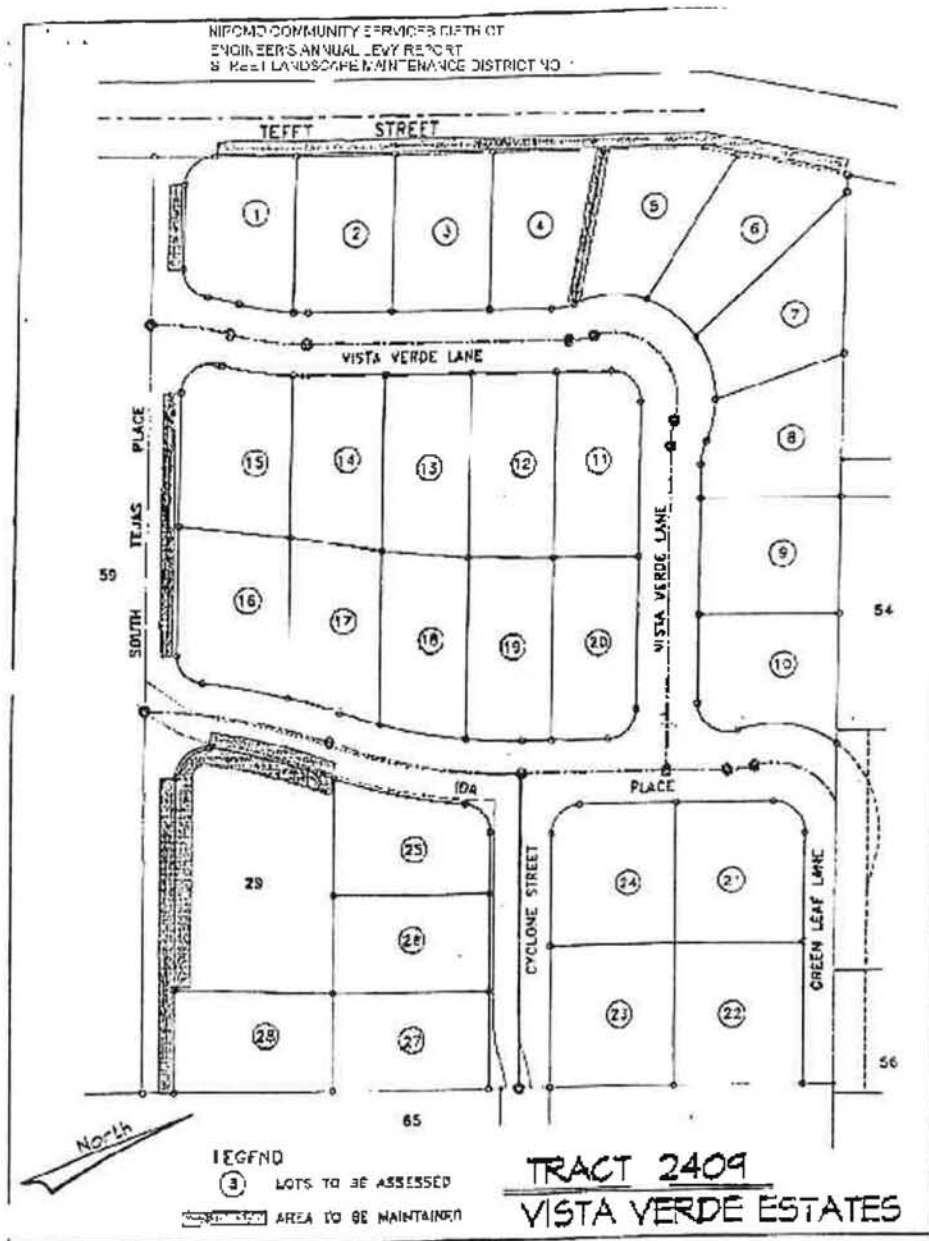 NIPOMO COMMUNITY SERVICES DISTRICT
ENGINEER'S ANNUAL LEVY REPORT
STREET LANDSCAPE MAINTENANCE DISTRICT NO 1
TEFFT STREET
1
2
3
4
5
6
7
VISTA VERDE LANE
SOUTH TEJAS PLACE
15
14
13
12
11
8
VISTA VERDE LANE
59
16
17
18
19
20
9
54
10
IDA PLACE
29
25
26
CYCLONE STREET
24
21
GREEN LEAF LANE
28
27
23
22
56
65
North
LEGEND
3 LOTS TO BE ASSESSED
AREA TO BE MAINTAINED
TRACT 2409
VISTA VERDE ESTATES